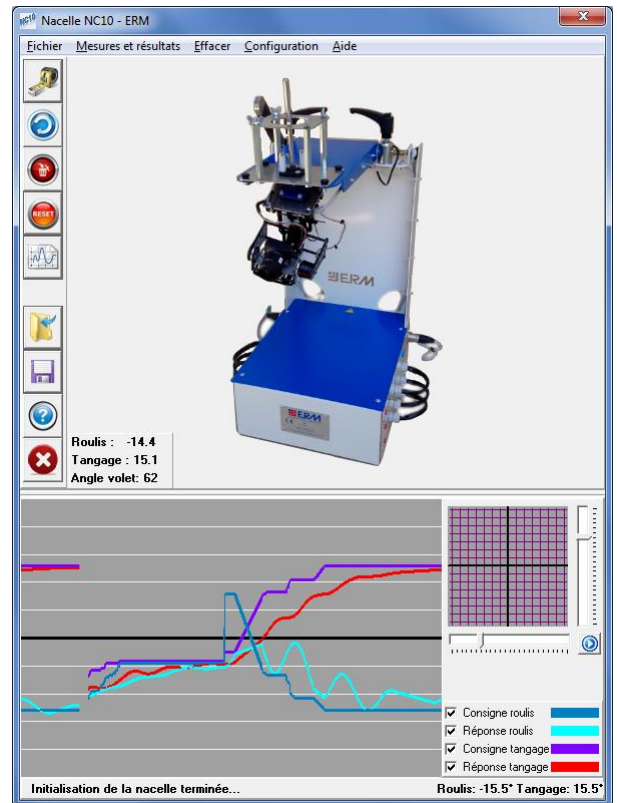 Nacelle NC10 - ERM
Fichier Mesures et résultats Effacer Configuration Aide
RESET
ERM
ERM
Roulis : -14.4
Tangage : 15.1
Angle volet: 62
Consigne roulis
Réponse roulis
Consigne tangage
Réponse tangage
Initialisation de la nacelle terminée... Roulis: -15.5° Tangage: 15.5°